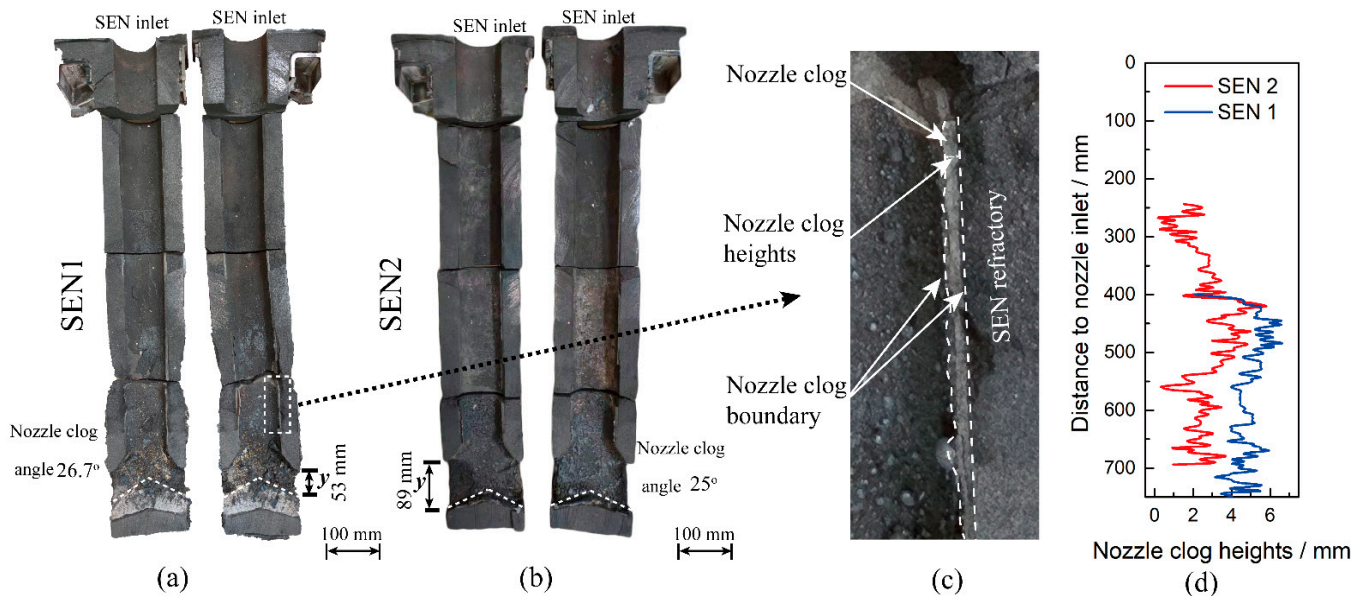 SEN inlet
SEN inlet
SEN1
Nozzle clog
angle 26.7°
y
53 mm
100 mm
(a)
SEN inlet
SEN inlet
SEN2
89 mm
y
Nozzle clog
angle 25°
100 mm
(b)
Nozzle clog
Nozzle clog
heights
Nozzle clog
boundary
SEN refractory
(c)
SEN 2
SEN 1
Distance to nozzle inlet / mm
0
100
200
300
400
500
600
700
0
2
4
6
Nozzle clog heights / mm
(d)